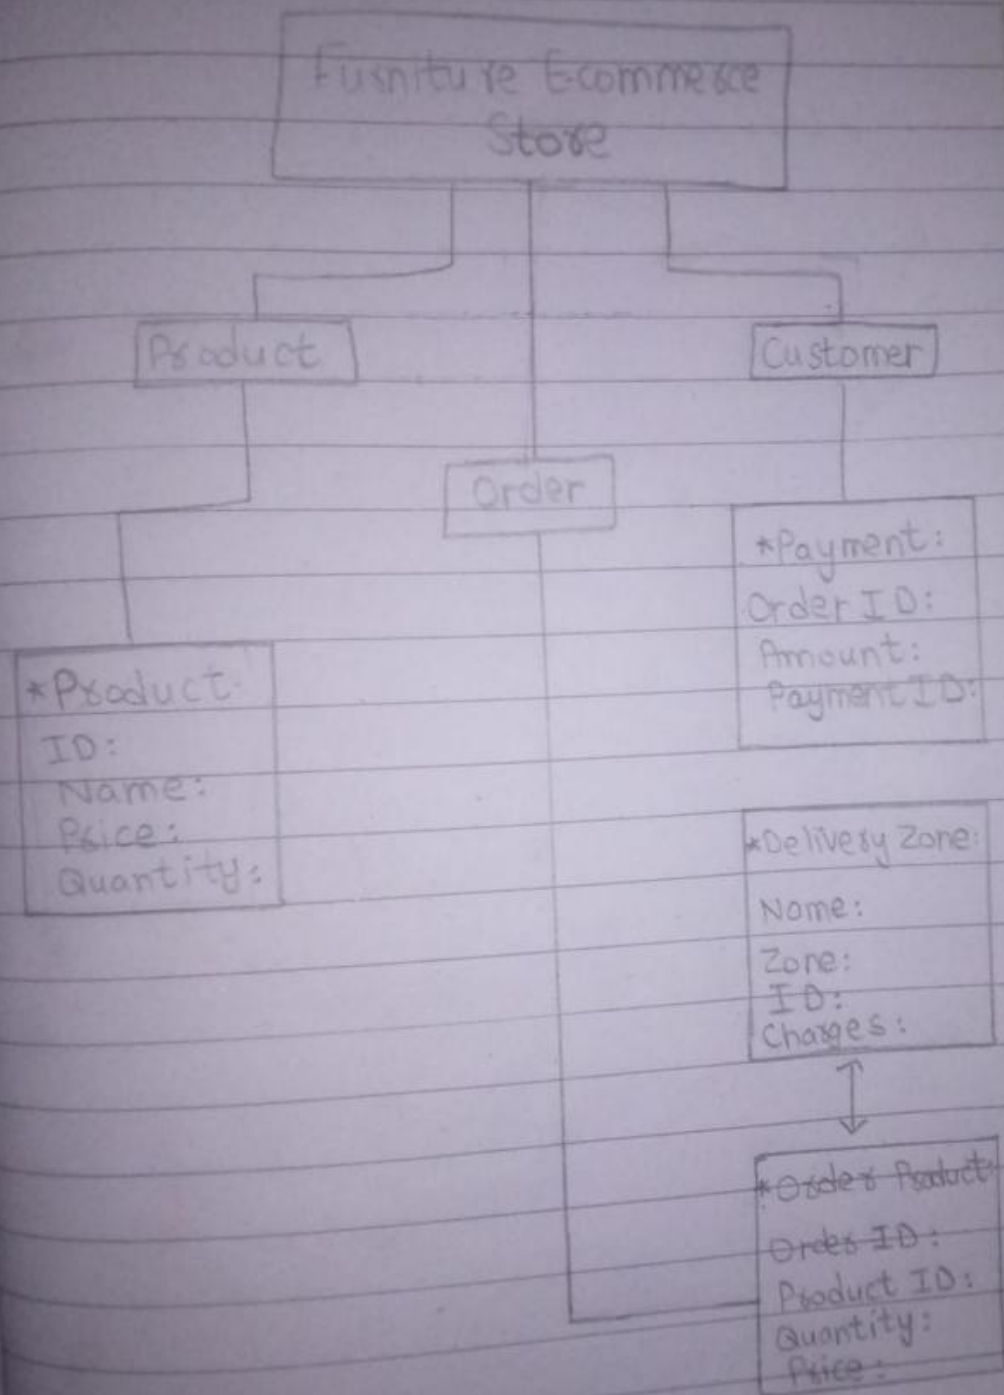 Furniture E-commerce
Store
Product
Customer
Order
*Payment:
Order ID:
Amount:
Payment ID:
*Product:
ID:
Name:
Price:
Quantity:
*Delivery Zone:
Name:
Zone:
ID:
Charges:
*Order Product:
Order ID:
Product ID:
Quantity:
Price: